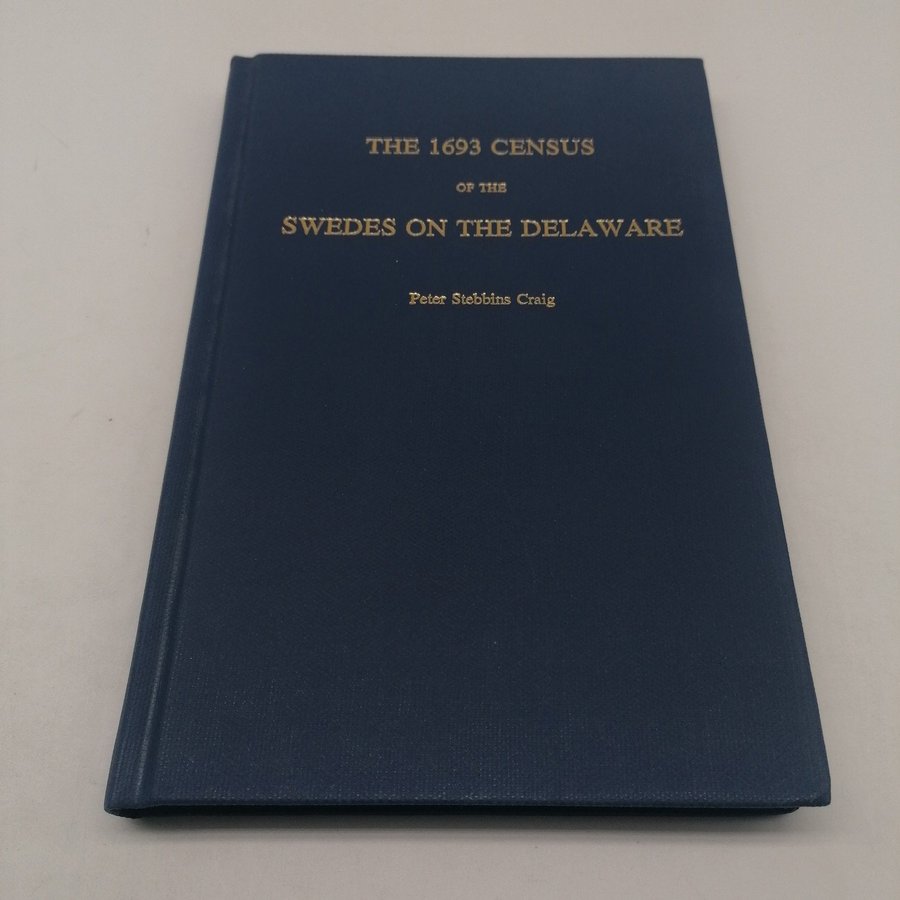 THE 1693 CENSUS
OF THE
SWEDES ON THE DELAWARE
Peter Stebbins Craig